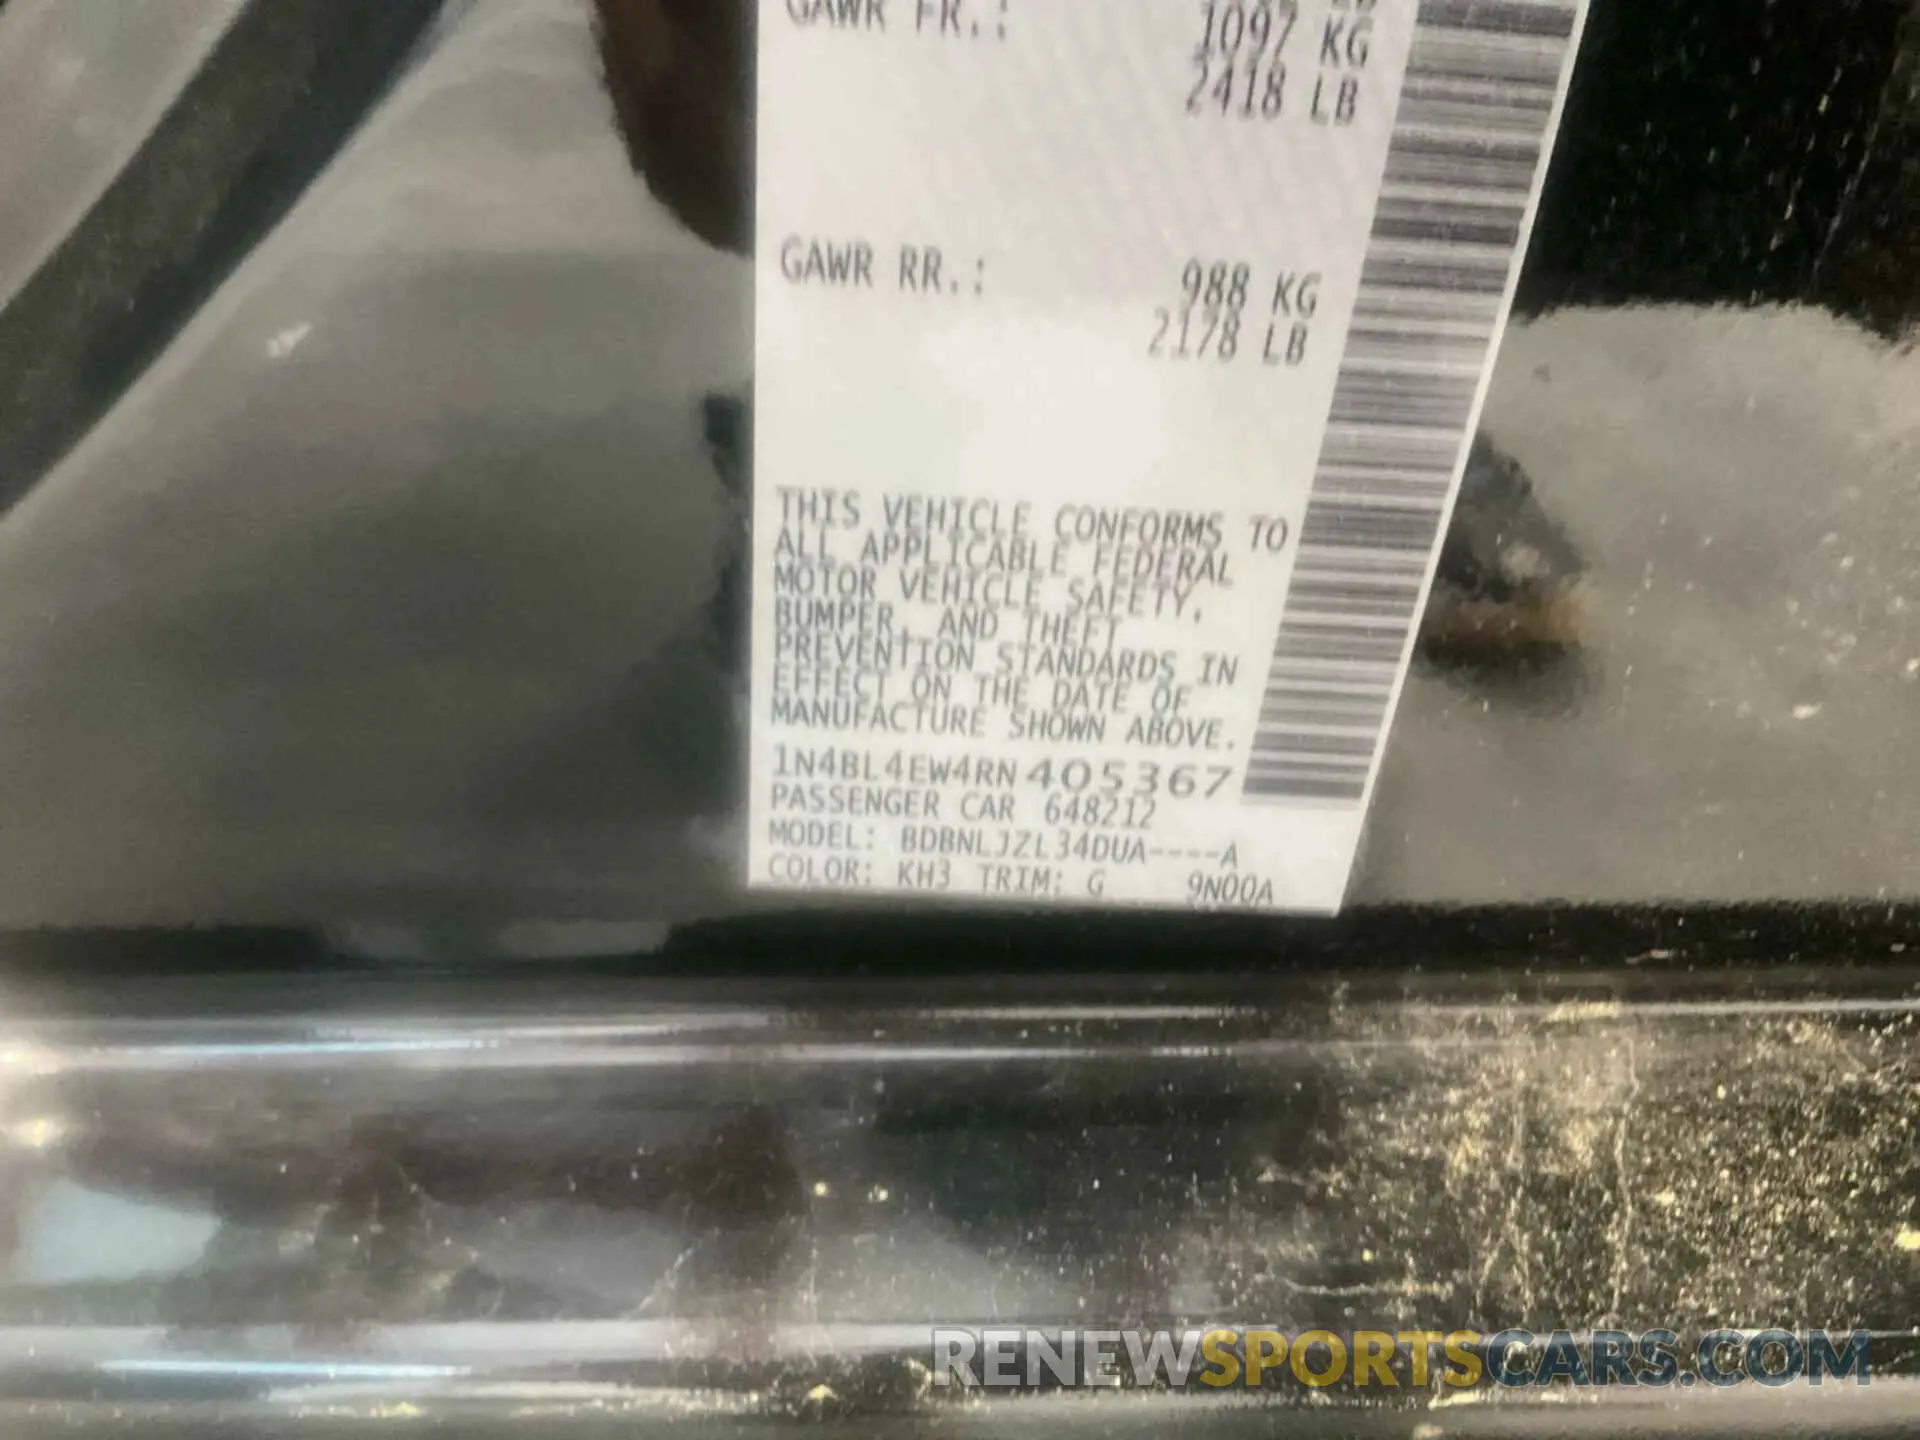 GAWR FR.:
1097 KG
2418 LB
GAWR RR.: 988 KG
2178 LB
THIS VEHICLE CONFORMS TO
ALL APPLICABLE FEDERAL
MOTOR VEHICLE SAFETY,
BUMPER, AND THEFT
PREVENTION STANDARDS IN
EFFECT ON THE DATE OF
MANUFACTURE SHOWN ABOVE.
1N4BL4EW4RN405367
PASSENGER CAR 648212
MODEL: BDBNLJZL34DUA----A
COLOR: KH3 TRIM: G 9N00A
RENEWSPORTSCARS.COM